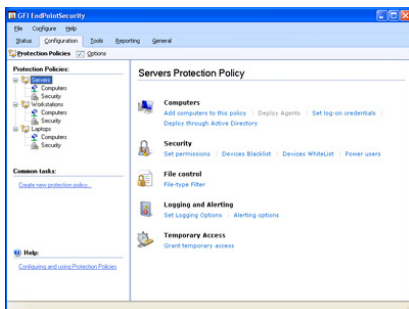 GFI EndPointSecurity
File Configure Help
Status Configuration Tools Reporting General
Protection Policies Options
Protection Policies:
Servers
Computers
Security
Workstations
Computers
Security
Laptops
Computers
Security
Common tasks:
Create new protection policy...
Help:
Configuring and using Protection Policies
Servers Protection Policy
Computers
Add computers to this policy | Deploy Agents | Set log-on credentials |
Deploy through Active Directory
Security
Set permissions | Devices Blacklist | Devices WhiteList | Power users
File control
File-type Filter
Logging and Alerting
Set Logging Options | Alerting options
Temporary Access
Grant temporary access